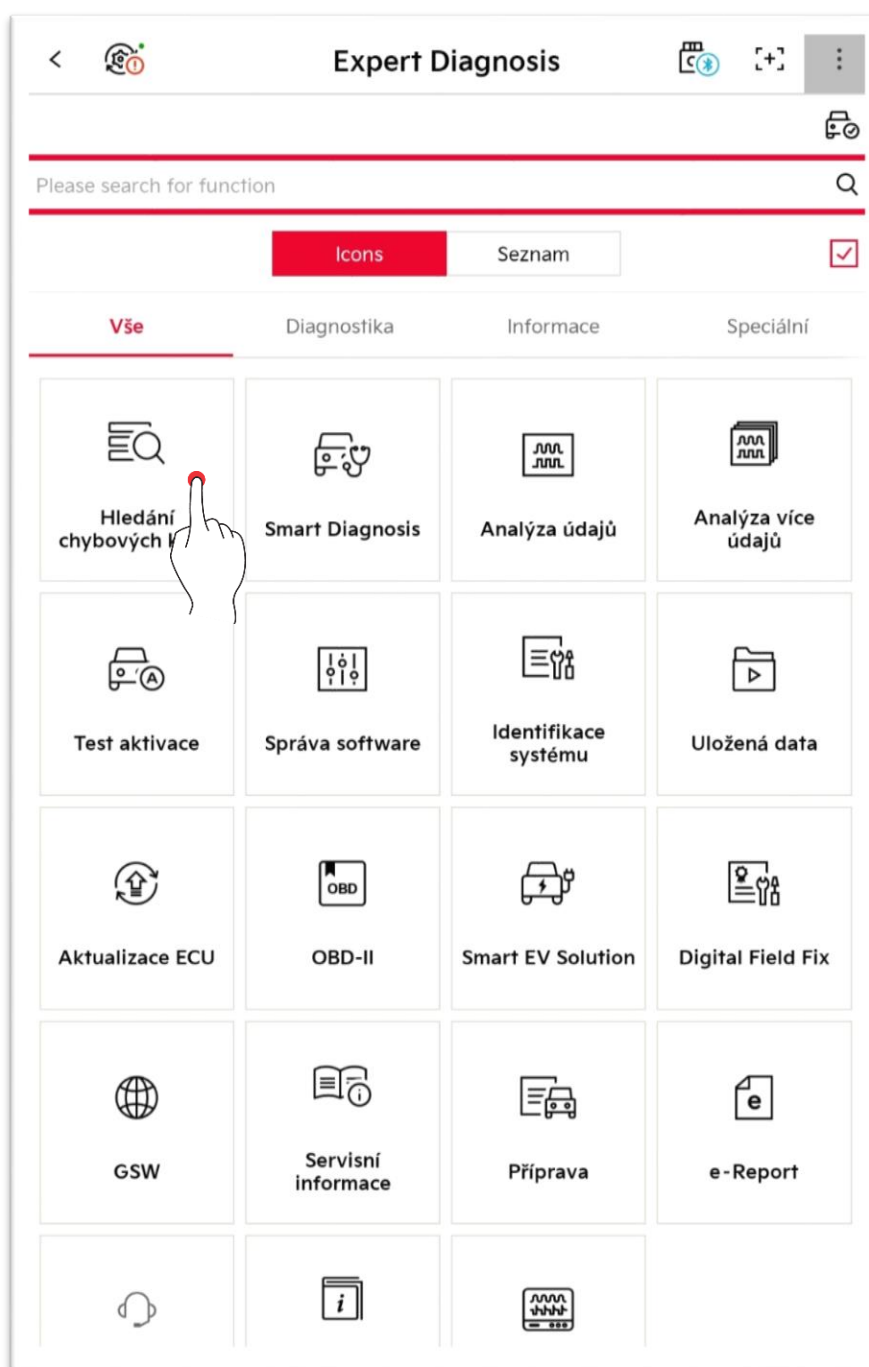 Expert Diagnosis
Please search for function
Icons
Seznam
Vše
Diagnostika
Informace
Speciální
Hledání
chybových
Smart Diagnosis
Analýza údajů
Analýza více
údajů
Test aktivace
Správa software
Identifikace
systému
Uložená data
A
Aktualizace ECU
OBD
OBD-II
Smart EV Solution
Digital Field Fix
GSW
Servisní
informace
Příprava
e
e-Report
i